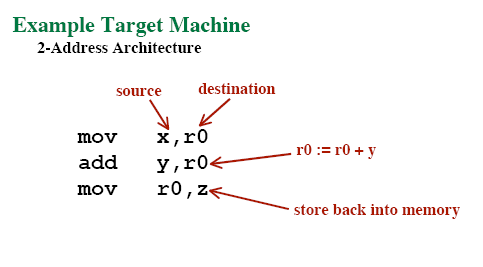 Example Target Machine
2-Address Architecture
source destination
mov x,r0
add y,r0 r0 := r0 + y
mov r0,z
store back into memory